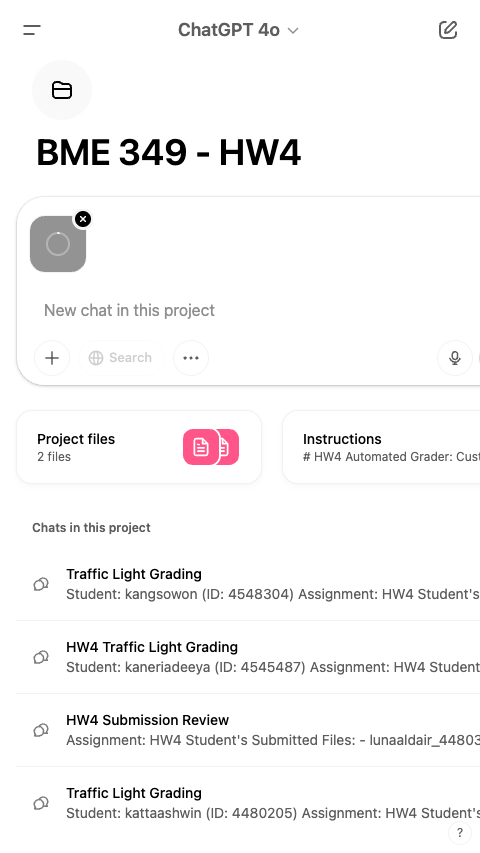 ChatGPT 4o
BME 349 - HW4
New chat in this project
Search
Project files
2 files
Instructions
# HW4 Automated Grader: Cust
Chats in this project
Traffic Light Grading
Student: kangsowon (ID: 4548304) Assignment: HW4 Student's
HW4 Traffic Light Grading
Student: kaneriadeeya (ID: 4545487) Assignment: HW4 Student
HW4 Submission Review
Assignment: HW4 Student's Submitted Files: - lunaaldair_44803
Traffic Light Grading
Student: kattaashwin (ID: 4480205) Assignment: HW4 Student's
?